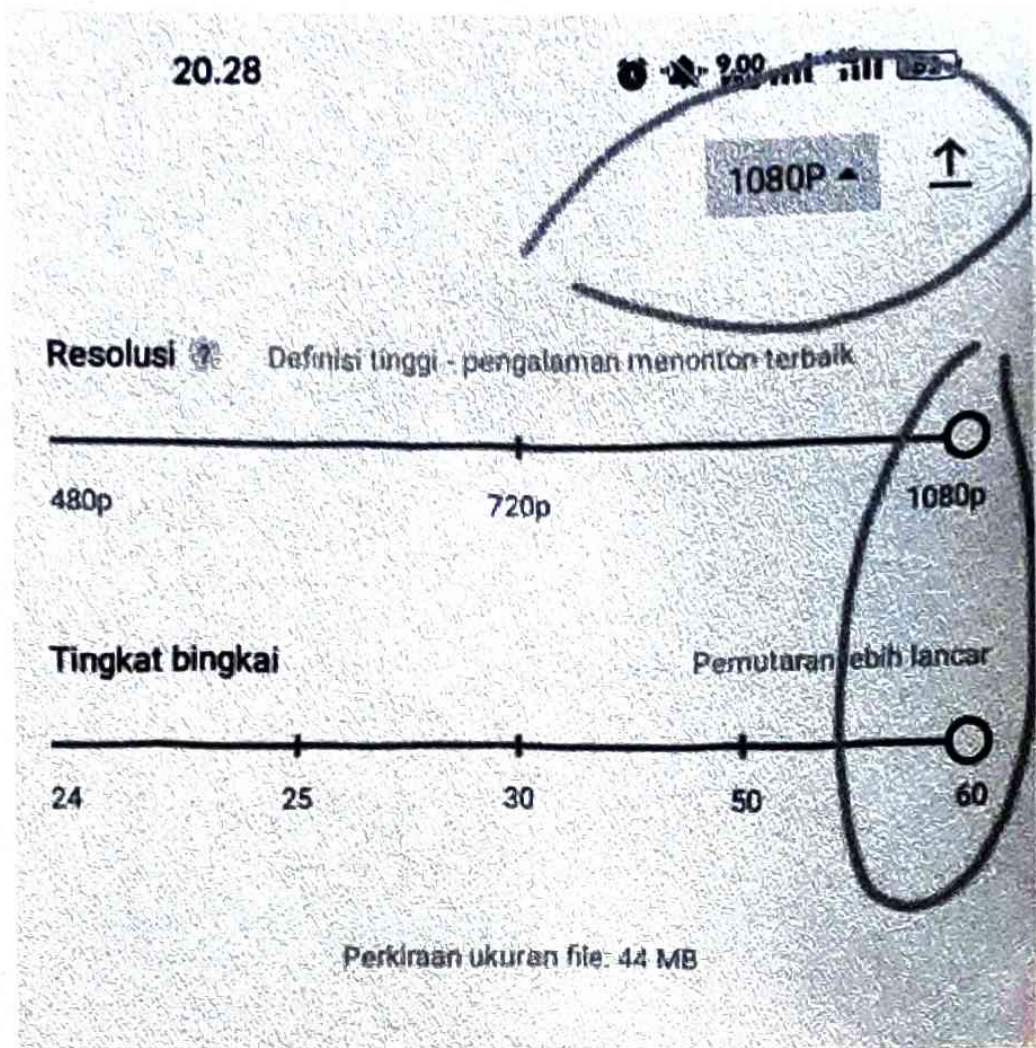 20.28
1080P
Resolusi ? Definisi tinggi - pengalaman menonton terbaik
480p 720p 1080p
Tingkat bingkai Pemutaran lebih lancar
24 25 30 50 60
Perkiraan ukuran file: 44 MB